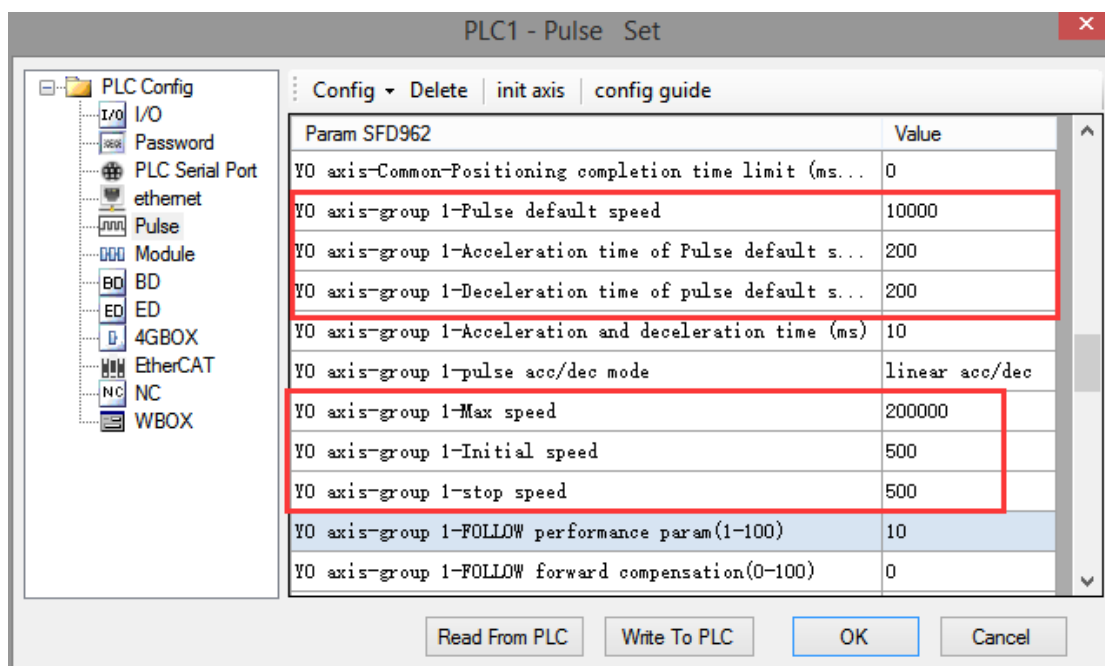 PLC1 - Pulse Set
PLC Config
I/O I/O
Password
PLC Serial Port
ethernet
Pulse
Module
BD BD
ED ED
4GBOX
EtherCAT
NC NC
WBOX
Config Delete init axis config guide
Param SFD962 Value
Y0 axis-Common-Positioning completion time limit (ms... 0
Y0 axis-group 1-Pulse default speed 10000
Y0 axis-group 1-Acceleration time of Pulse default s... 200
Y0 axis-group 1-Deceleration time of pulse default s... 200
Y0 axis-group 1-Acceleration and deceleration time (ms) 10
Y0 axis-group 1-pulse acc/dec mode linear acc/dec
Y0 axis-group 1-Max speed 200000
Y0 axis-group 1-Initial speed 500
Y0 axis-group 1-stop speed 500
Y0 axis-group 1-FOLLOW performance param(1-100) 10
Y0 axis-group 1-FOLLOW forward compensation(0-100) 0
Read From PLC Write To PLC OK Cancel